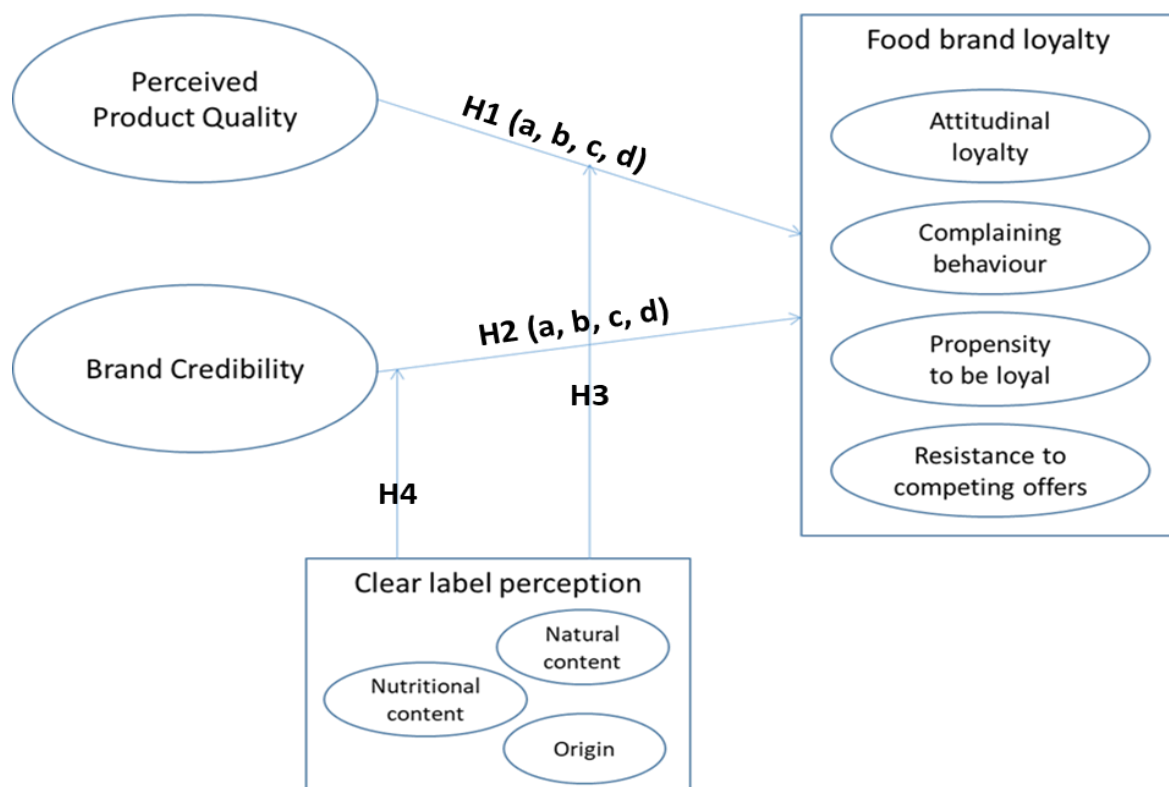 Perceived
Product Quality
H1 (a, b, c, d)
Food brand loyalty
Attitudinal
loyalty
Complaining
behaviour
Propensity
to be loyal
Resistance to
competing offers
Brand Credibility
H2 (a, b, c, d)
H3
H4
Clear label perception
Natural
content
Nutritional
content
Origin